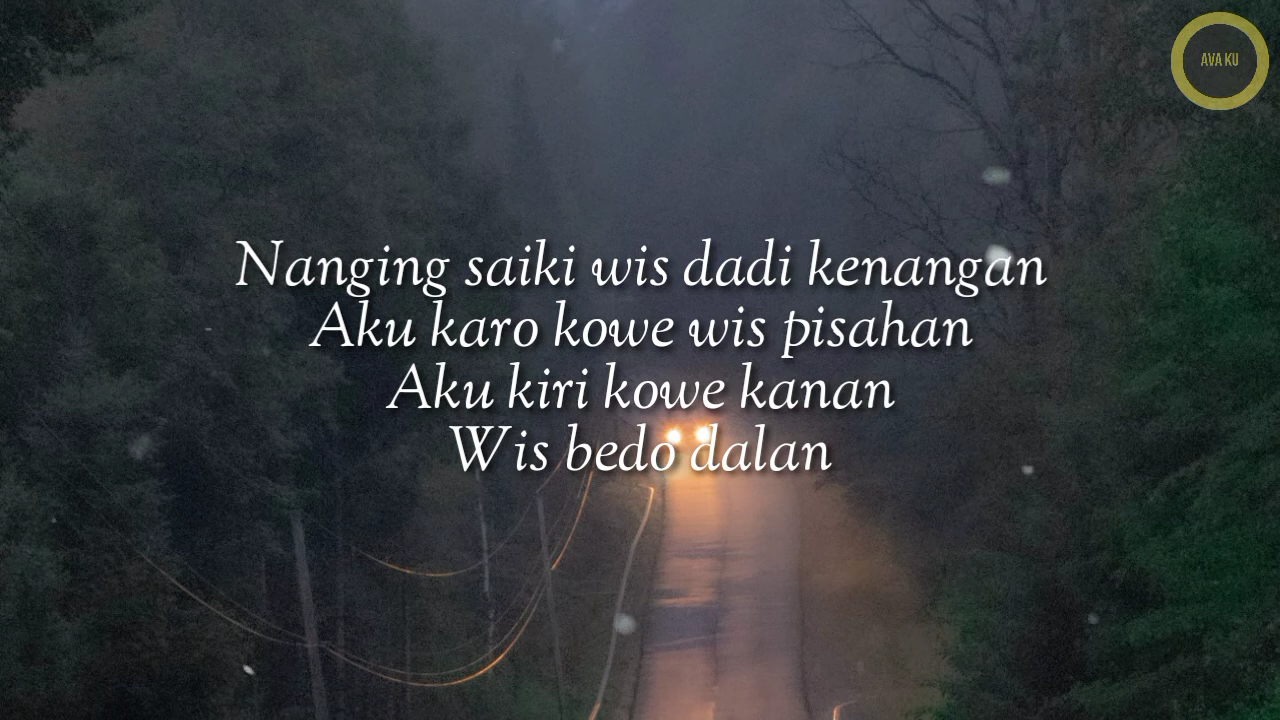 AVA KU
Nanging saiki wis dadi kenangan
Aku karo kowe wis pisahan
Aku kiri kowe kanan
Wis bedo dalan